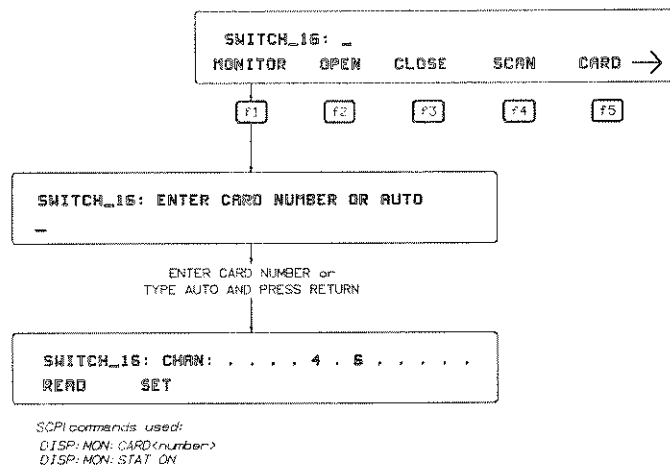 SWITCH_16: _
MONITOR OPEN CLOSE SCAN CARD
f1 f2 f3 f4 f5
SWITCH_16: ENTER CARD NUMBER OR AUTO
_
ENTER CARD NUMBER or
TYPE AUTO AND PRESS RETURN
SWITCH_16: CHAN: . . . . 4 . 6 . . . . .
READ SET
SCPI commands used:
DISP:MON:CARD<number>
DISP:MON:STAT ON